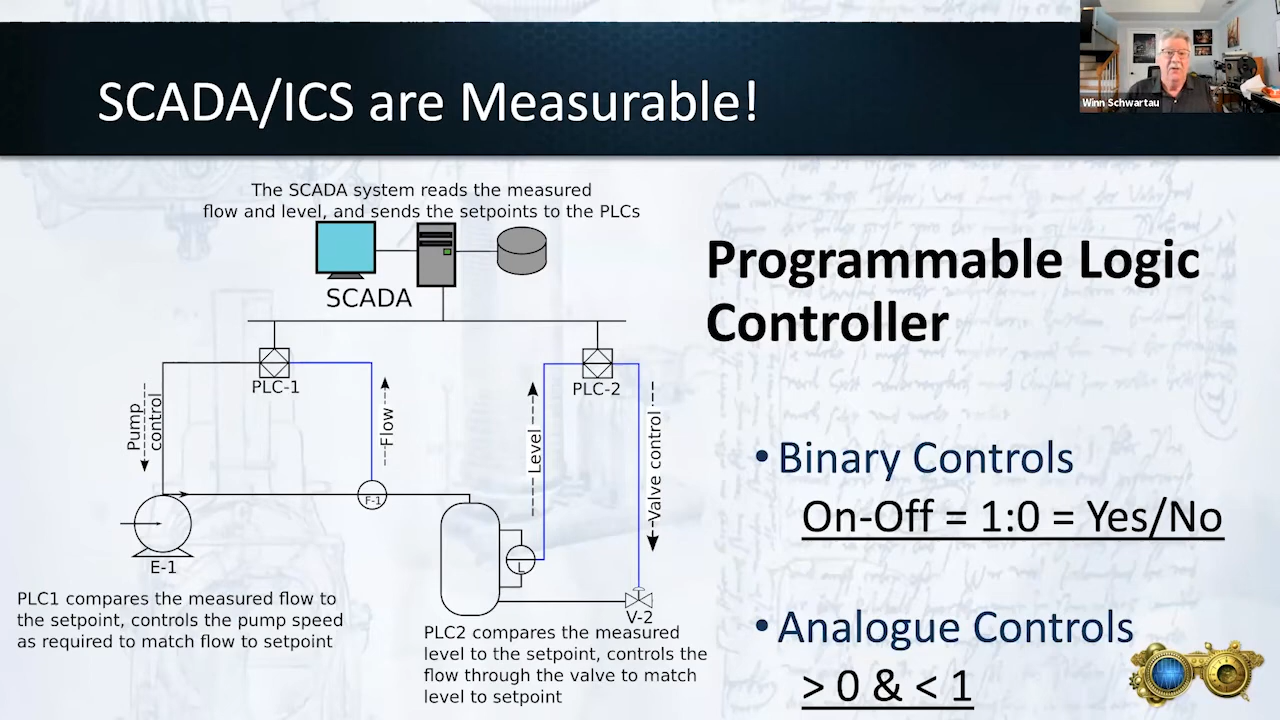 SCADA/ICS are Measurable!
Winn Schwartau
The SCADA system reads the measured
flow and level, and sends the setpoints to the PLCs
SCADA
PLC-1
PLC-2
Pump
control
Flow
Level
Valve control
F-1
E-1
L
V-2
PLC1 compares the measured flow to
the setpoint, controls the pump speed
as required to match flow to setpoint
PLC2 compares the measured
level to the setpoint, controls the
flow through the valve to match
level to setpoint
Programmable Logic
Controller
• Binary Controls
On-Off = 1:0 = Yes/No
• Analogue Controls
> 0 & < 1